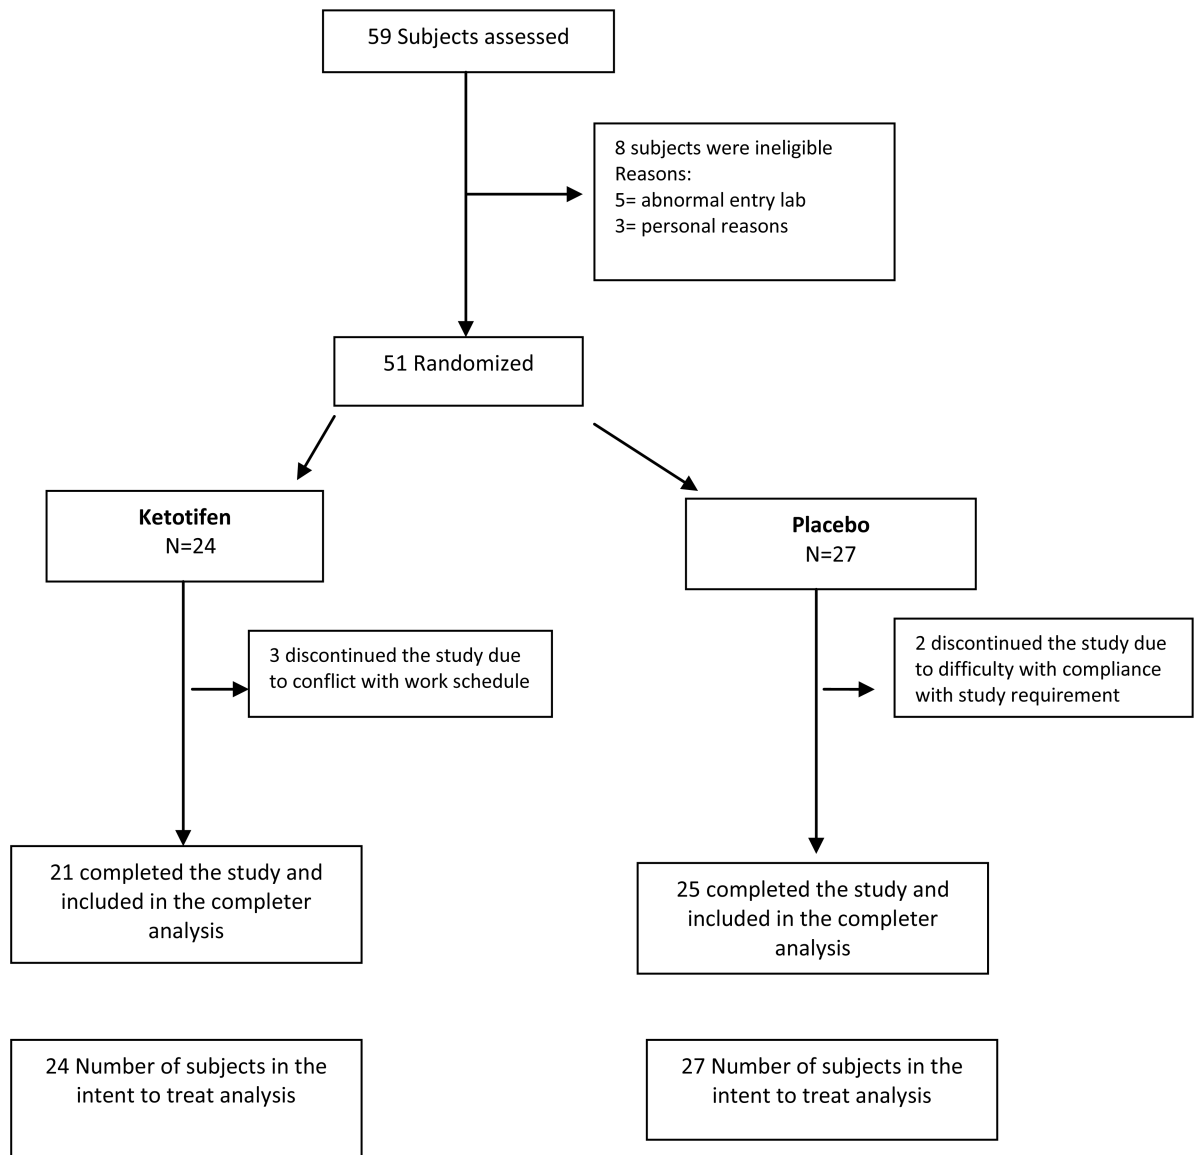 59 Subjects assessed
8 subjects were ineligible
Reasons:
5= abnormal entry lab
3= personal reasons
51 Randomized
Ketotifen
N=24
Placebo
N=27
3 discontinued the study due
to conflict with work schedule
2 discontinued the study due
to difficulty with compliance
with study requirement
21 completed the study and
included in the completer
analysis
25 completed the study and
included in the completer
analysis
24 Number of subjects in the
intent to treat analysis
27 Number of subjects in the
intent to treat analysis